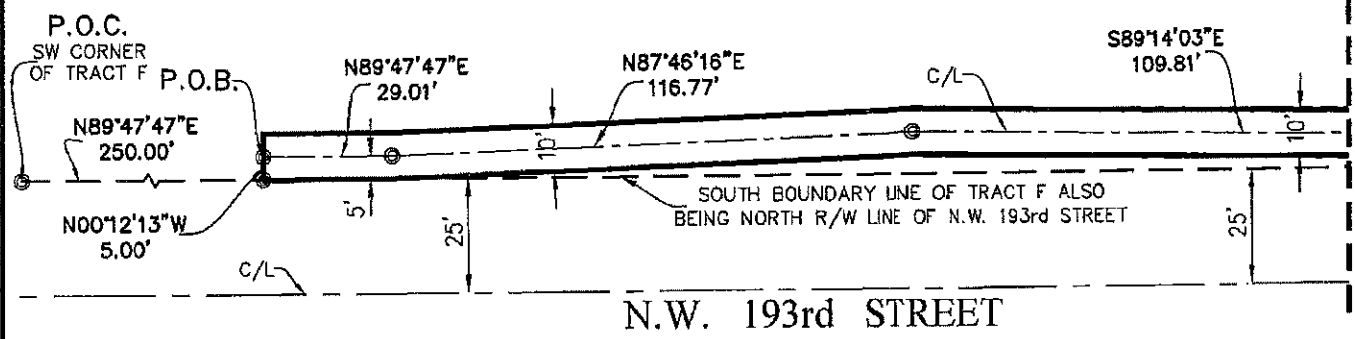 P.O.C.
SW CORNER
OF TRACT F
P.O.B.
N89°47'47"E
250.00'
N00°12'13"W
5.00'
N89°47'47"E
29.01'
N87°46'16"E
116.77'
S89°14'03"E
109.81'
C/L
10'
10'
5'
25'
25'
SOUTH BOUNDARY LINE OF TRACT F ALSO
BEING NORTH R/W LINE OF N.W. 193rd STREET
C/L
N.W. 193rd STREET